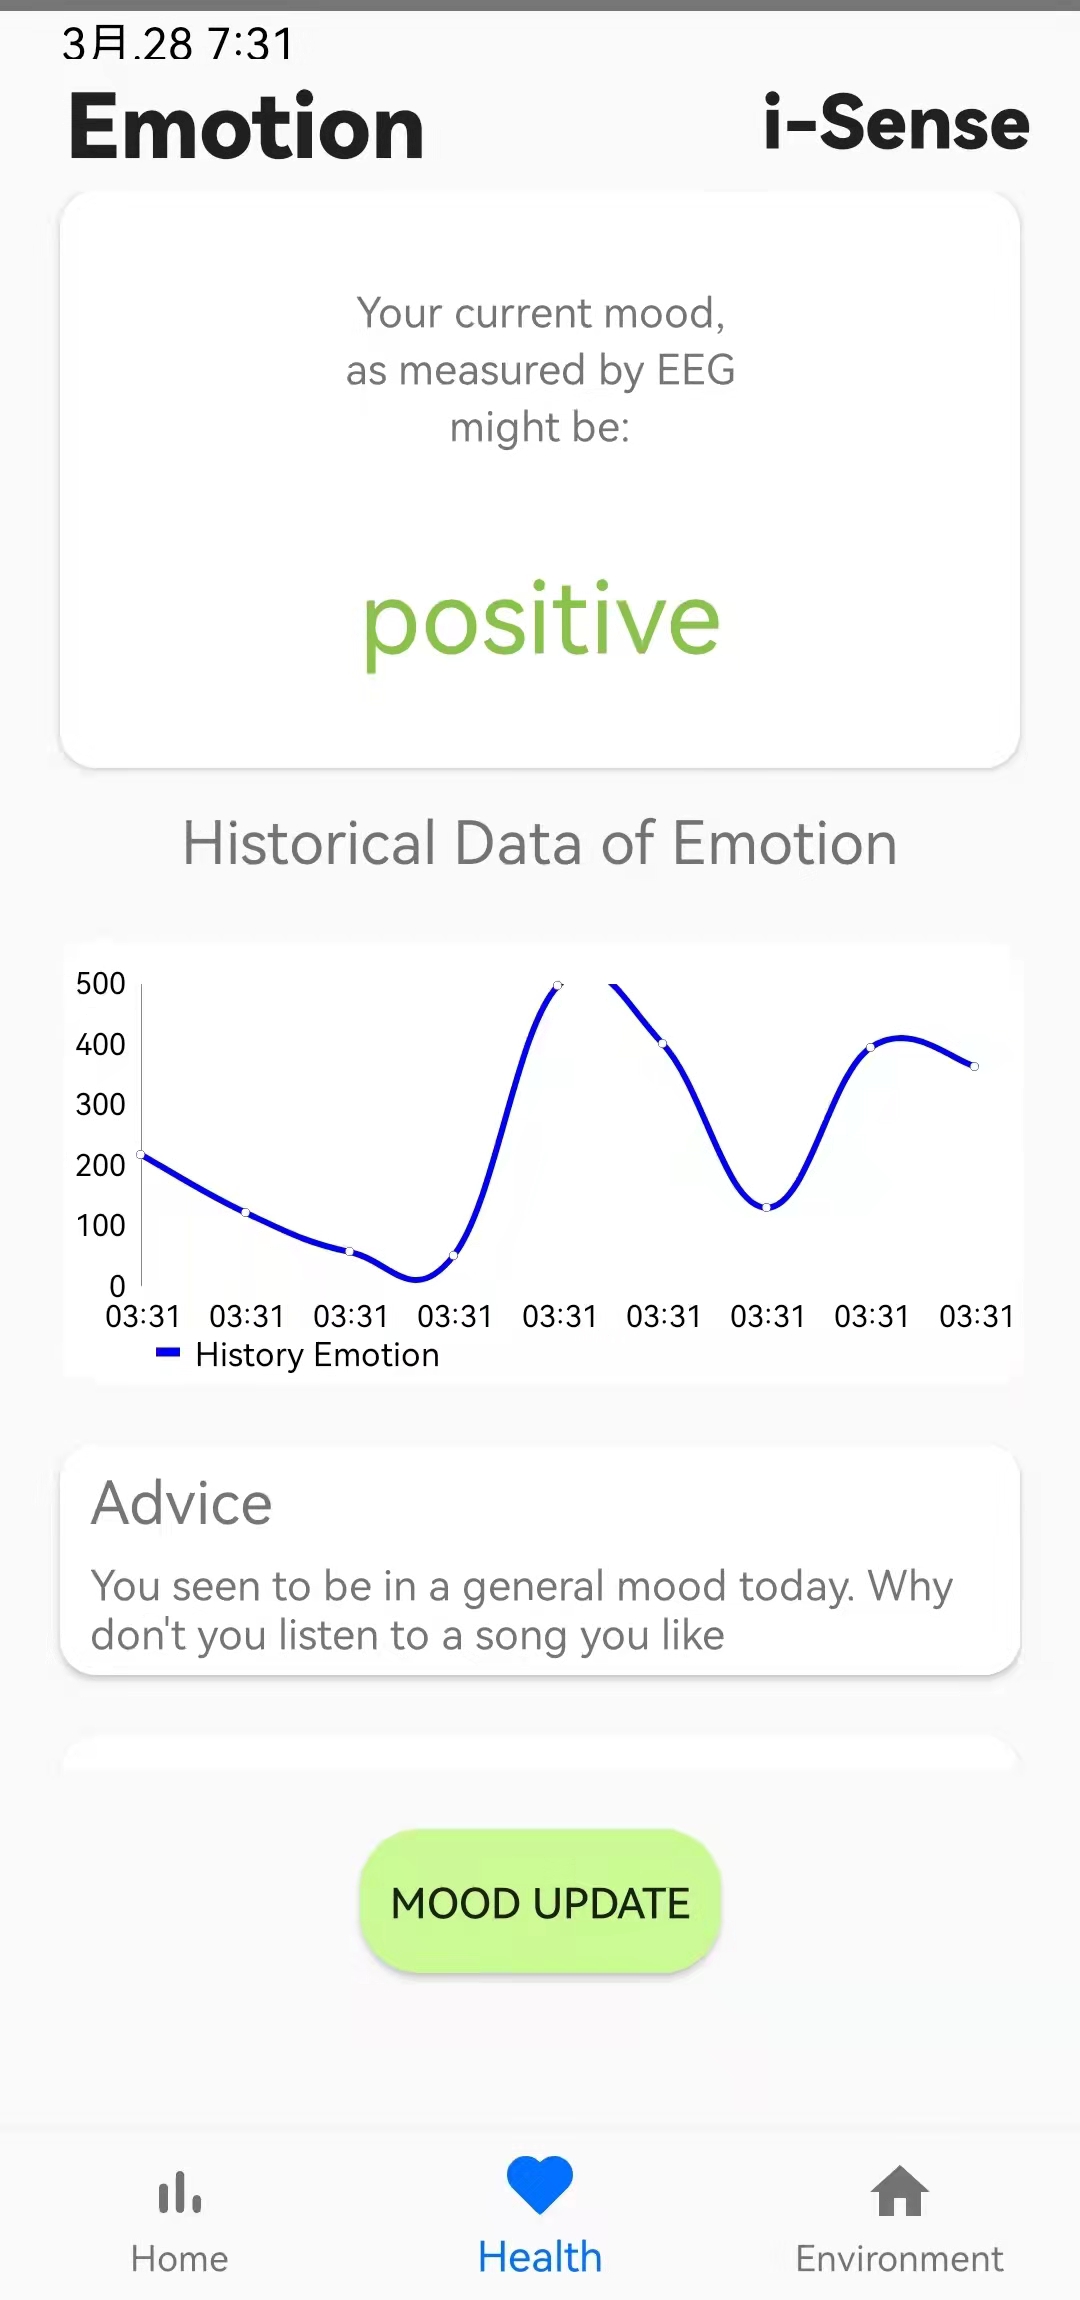 3月.28 7:31
Emotion
i-Sense
Your current mood,
as measured by EEG
might be:
positive
Historical Data of Emotion
500
400
300
200
100
0
03:31 03:31 03:31 03:31 03:31 03:31 03:31 03:31 03:31
History Emotion
Advice
You seen to be in a general mood today. Why
don't you listen to a song you like
MOOD UPDATE
Home
Health
Environment